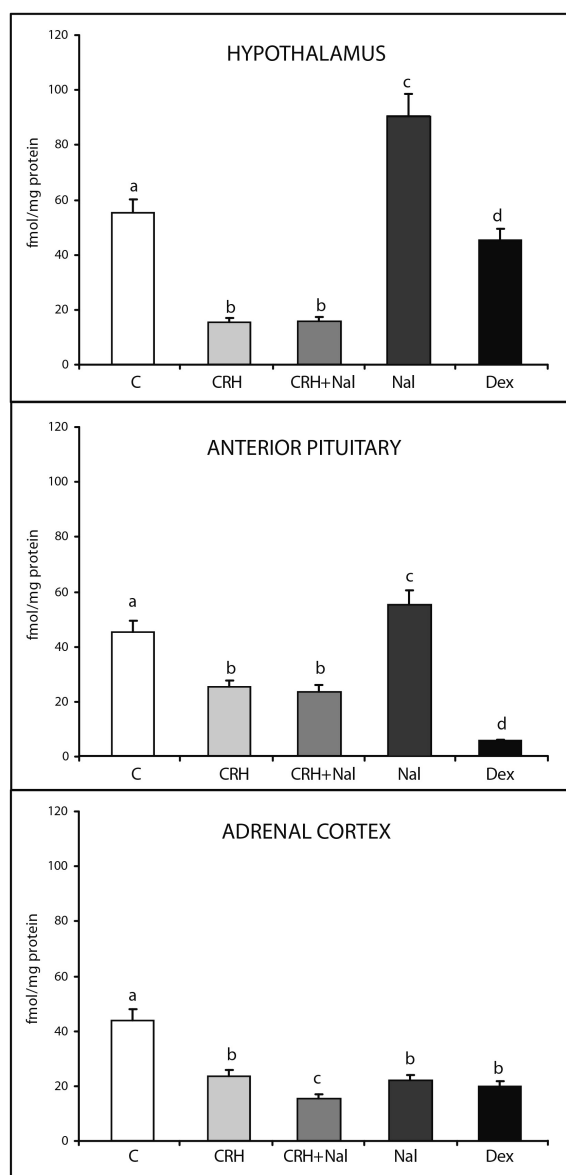 HYPOTHALAMUS
fmol/mg protein
120
100
80
60
40
20
0
a
b
b
c
d
C CRH CRH+Nal Nal Dex
ANTERIOR PITUITARY
fmol/mg protein
120
100
80
60
40
20
0
a
b
b
c
d
C CRH CRH+Nal Nal Dex
ADRENAL CORTEX
fmol/mg protein
120
100
80
60
40
20
0
a
b
c
b
b
C CRH CRH+Nal Nal Dex